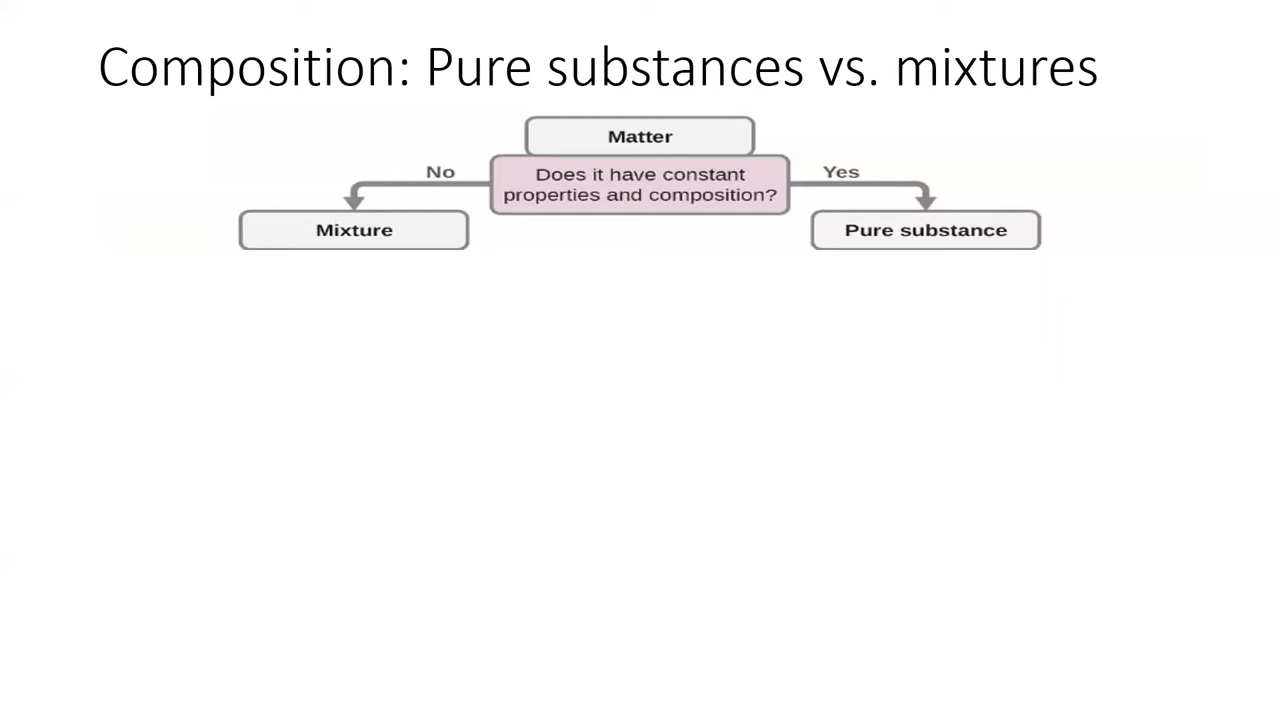 Composition: Pure substances vs. mixtures
Matter
No
Does it have constant
properties and composition?
Yes
Mixture
Pure substance